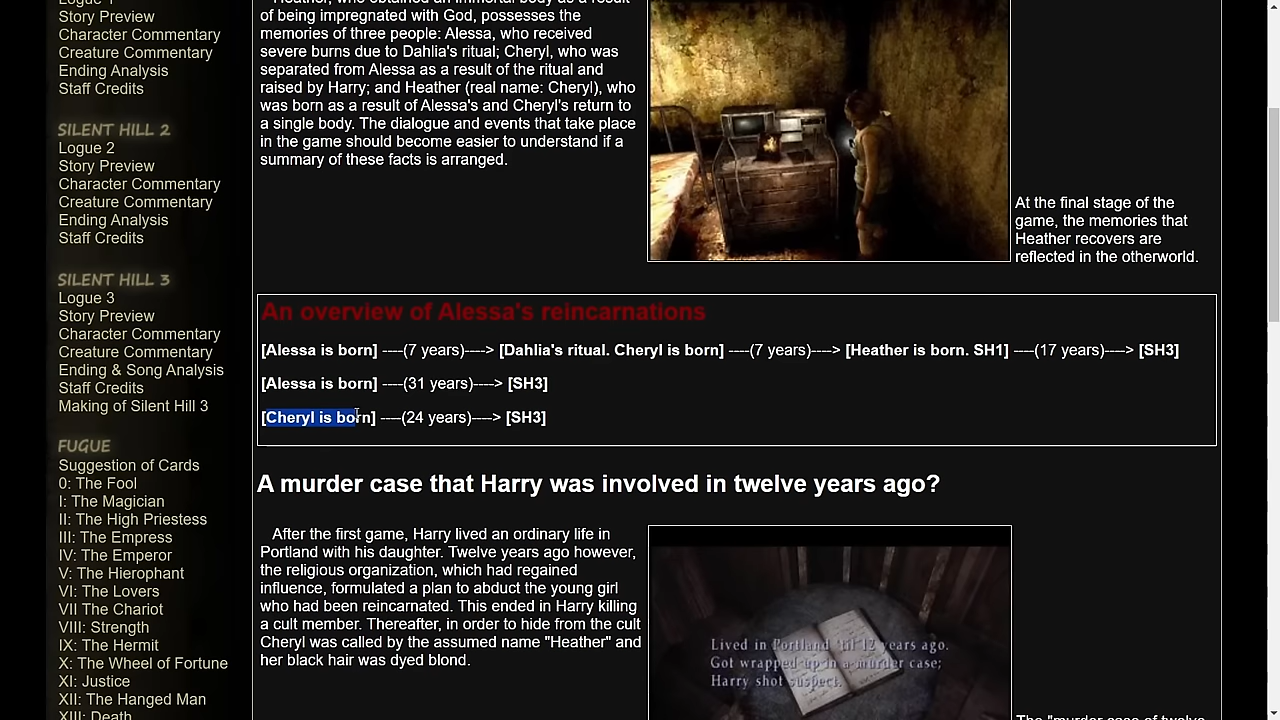 Logue 1
Story Preview
Character Commentary
Creature Commentary
Ending Analysis
Staff Credits
SILENT HILL 2
Logue 2
Story Preview
Character Commentary
Creature Commentary
Ending Analysis
Staff Credits
SILENT HILL 3
Logue 3
Story Preview
Character Commentary
Creature Commentary
Ending & Song Analysis
Staff Credits
Making of Silent Hill 3
FUGUE
Suggestion of Cards
0: The Fool
I: The Magician
II: The High Priestess
III: The Empress
IV: The Emperor
V: The Hierophant
VI: The Lovers
VII The Chariot
VIII: Strength
IX: The Hermit
X: The Wheel of Fortune
XI: Justice
XII: The Hanged Man
XIII: Death
Heather, who obtained an immortal body as a result
of being impregnated with God, possesses the
memories of three people: Alessa, who received
severe burns due to Dahlia's ritual; Cheryl, who was
separated from Alessa as a result of the ritual and
raised by Harry; and Heather (real name: Cheryl), who
was born as a result of Alessa's and Cheryl's return to
a single body. The dialogue and events that take place
in the game should become easier to understand if a
summary of these facts is arranged.
At the final stage of the
game, the memories that
Heather recovers are
reflected in the otherworld.
An overview of Alessa's reincarnations
[Alessa is born] ----(7 years)----> [Dahlia's ritual. Cheryl is born] ----(7 years)----> [Heather is born. SH1] ----(17 years)----> [SH3]
[Alessa is born] ----(31 years)----> [SH3]
[Cheryl is born] ----(24 years)----> [SH3]
A murder case that Harry was involved in twelve years ago?
After the first game, Harry lived an ordinary life in
Portland with his daughter. Twelve years ago however,
the religious organization, which had regained
influence, formulated a plan to abduct the young girl
who had been reincarnated. This ended in Harry killing
a cult member. Thereafter, in order to hide from the cult
Cheryl was called by the assumed name "Heather" and
her black hair was dyed blond.
Lived in Portland 'til 12 years ago.
Got wrapped up in a murder case;
Harry shot suspect.
The "murder case of twelve